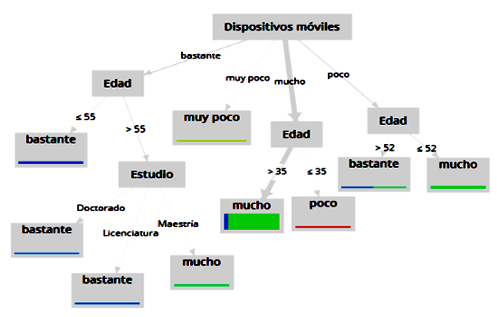 Dispositivos móviles
bastante
muy poco
mucho
poco
Edad
muy poco
Edad
Edad
≤ 55
> 55
> 35
≤ 35
> 52
≤ 52
bastante
Estudio
mucho
poco
bastante
mucho
Doctorado
Licenciatura
Maestría
bastante
bastante
mucho